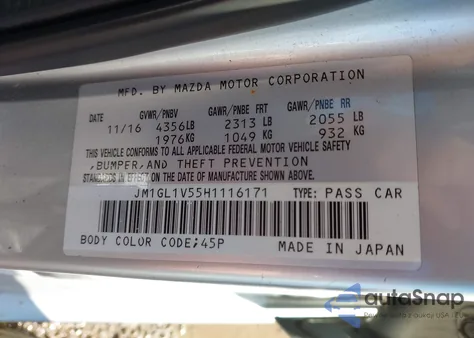 MFD. BY MAZDA MOTOR CORPORATION
GVWR/PNBV GAWR/PNBE FRT GAWR/PNBE RR
11/16 4356LB 2313 LB 2055 LB
1976KG 1049 KG 932 KG
THIS VEHICLE CONFORMS TO ALL APPLICABLE FEDERAL MOTOR VEHICLE SAFETY
,BUMPER,AND THEFT PREVENTION
STANDARDS IN EFFECT ON THE DATE OF MANUFACTURE SHOWN ABOVE.
JM1GL1V55H1116171 TYPE: PASS CAR
BODY COLOR CODE;45P MADE IN JAPAN
autoSnap